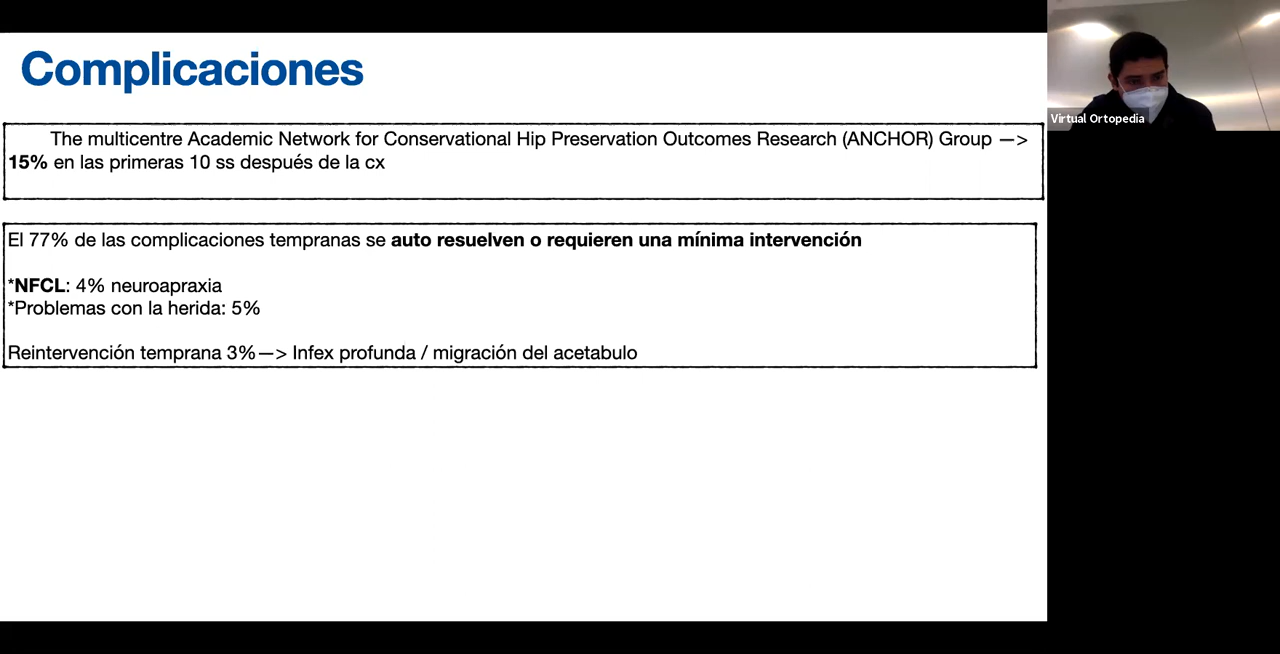 Complicaciones
The multicentre Academic Network for Conservational Hip Preservation Outcomes Research (ANCHOR) Group —>
15% en las primeras 10 ss después de la cx
El 77% de las complicaciones tempranas se auto resuelven o requieren una mínima intervención
*NFCL: 4% neuroapraxia
*Problemas con la herida: 5%
Reintervención temprana 3%—> Infex profunda / migración del acetabulo
Virtual Ortopedia